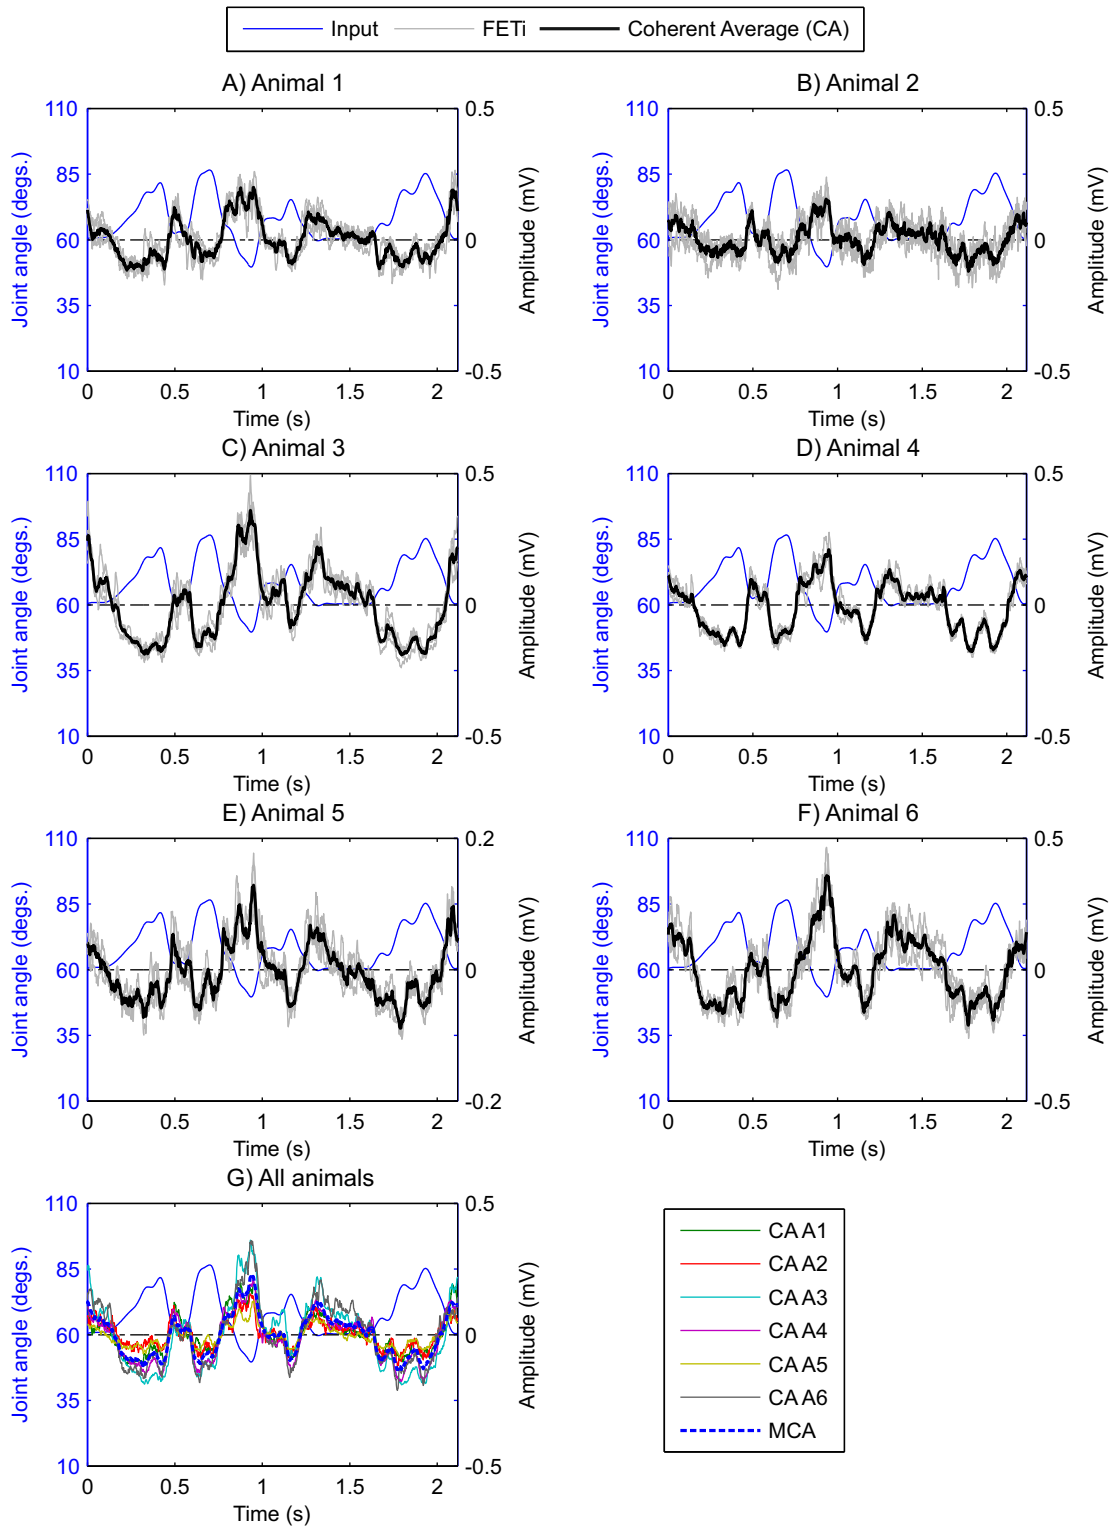 Input FETi Coherent Average (CA)
A) Animal 1
B) Animal 2
110
85
60
35
10
Joint angle (degs.)
0.5
0
-0.5
Amplitude (mV)
0 0.5 1 1.5 2
Time (s)
110
85
60
35
10
Joint angle (degs.)
0.5
0
-0.5
Amplitude (mV)
0 0.5 1 1.5 2
Time (s)
C) Animal 3
D) Animal 4
110
85
60
35
10
Joint angle (degs.)
0.5
0
-0.5
Amplitude (mV)
0 0.5 1 1.5 2
Time (s)
110
85
60
35
10
Joint angle (degs.)
0.5
0
-0.5
Amplitude (mV)
0 0.5 1 1.5 2
Time (s)
E) Animal 5
F) Animal 6
110
85
60
35
10
Joint angle (degs.)
0.2
0
-0.2
Amplitude (mV)
0 0.5 1 1.5 2
Time (s)
110
85
60
35
10
Joint angle (degs.)
0.5
0
-0.5
Amplitude (mV)
0 0.5 1 1.5 2
Time (s)
G) All animals
110
85
60
35
10
Joint angle (degs.)
0.5
0
-0.5
Amplitude (mV)
0 0.5 1 1.5 2
Time (s)
CA A1
CA A2
CA A3
CA A4
CA A5
CA A6
MCA